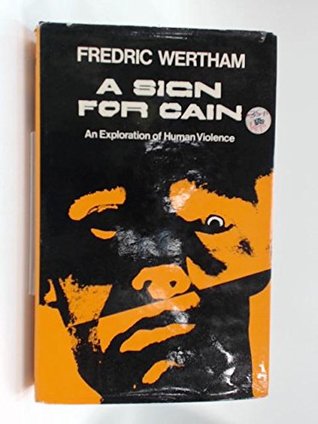 FREDRIC WERTHAM
A SIGN
FOR CAIN
An Exploration of Human Violence